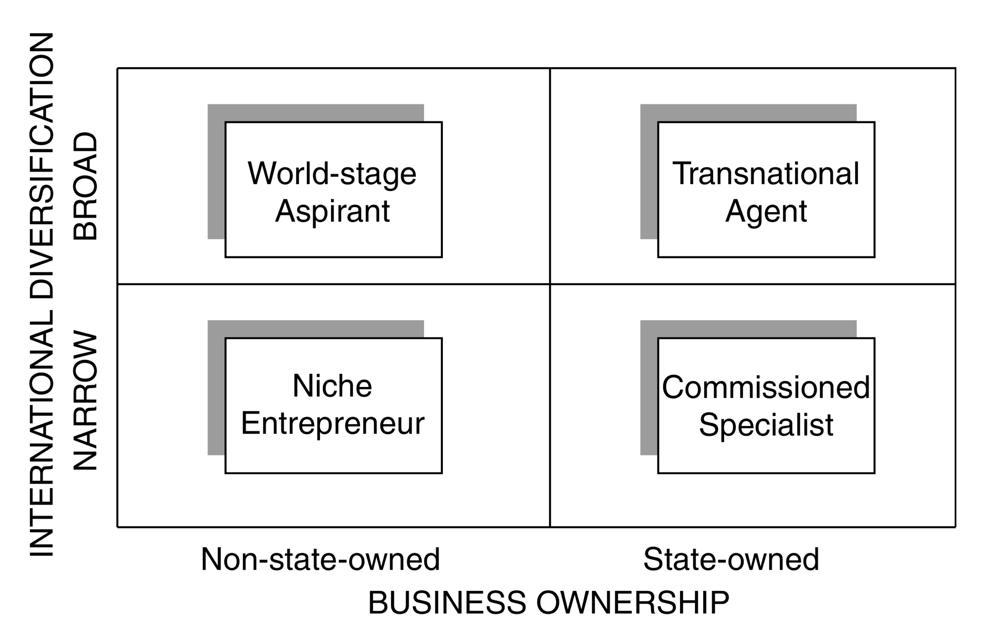 INTERNATIONAL DIVERSIFICATION
BROAD
NARROW
World-stage
Aspirant
Transnational
Agent
Niche
Entrepreneur
Commissioned
Specialist
Non-state-owned
State-owned
BUSINESS OWNERSHIP